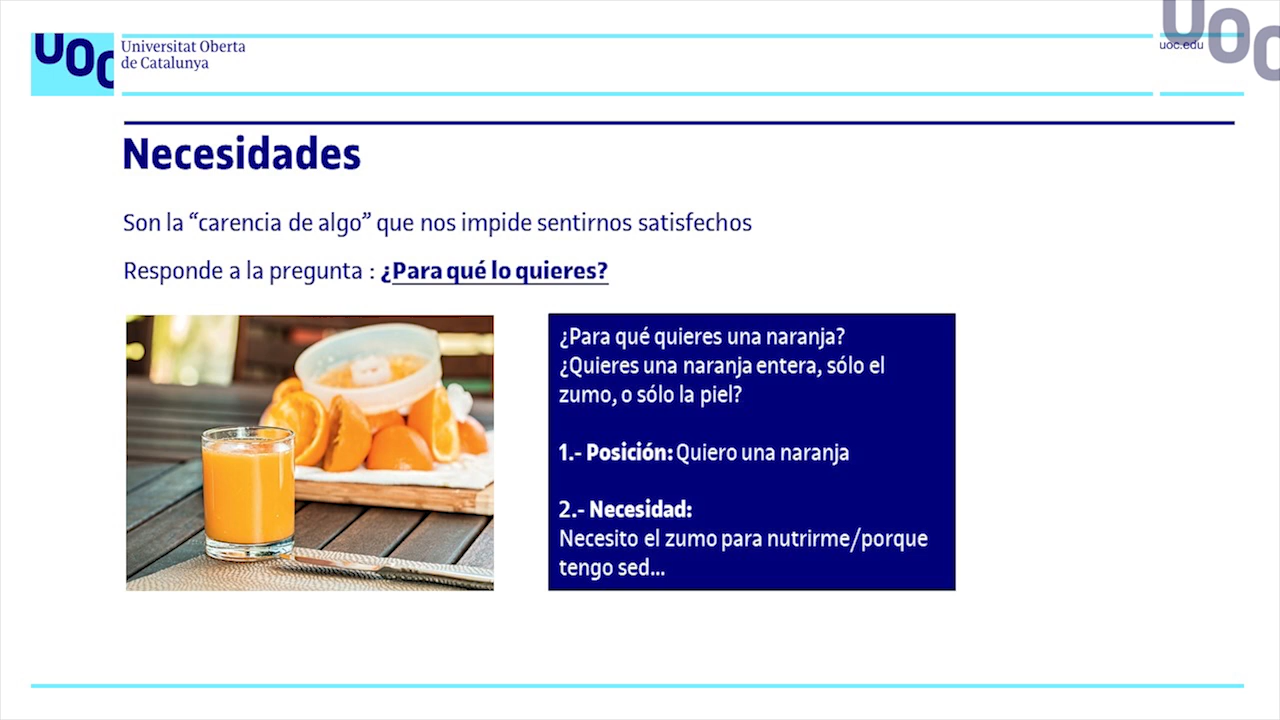 UOC
Universitat Oberta
de Catalunya
uoc.edu
UOC
Necesidades
Son la “carencia de algo” que nos impide sentirnos satisfechos
Responde a la pregunta : ¿Para qué lo quieres?
¿Para qué quieres una naranja?
¿Quieres una naranja entera, sólo el
zumo, o sólo la piel?
1.- Posición: Quiero una naranja
2.- Necesidad:
Necesito el zumo para nutrirme/porque
tengo sed...